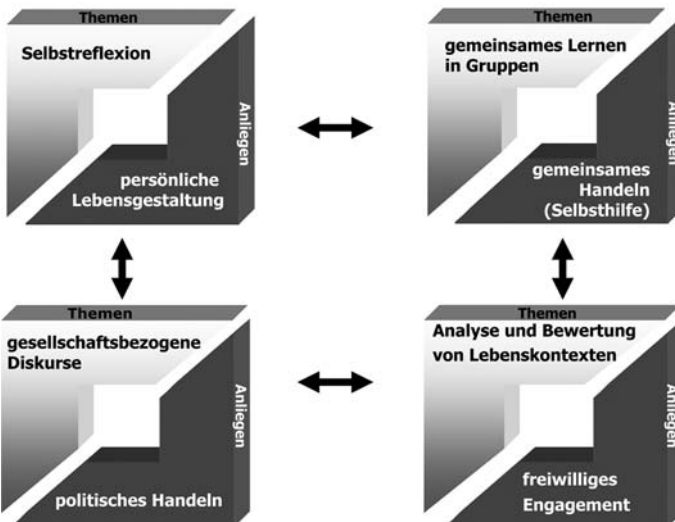 Themen
Selbstreflexion
Anliegen
persönliche
Lebensgestaltung
Themen
gemeinsames Lernen
in Gruppen
Anliegen
gemeinsames
Handeln
(Selbsthilfe)
Themen
gesellschaftsbezogene
Diskurse
Anliegen
politisches Handeln
Themen
Analyse und Bewertung
von Lebenskontexten
Anliegen
freiwilliges
Engagement